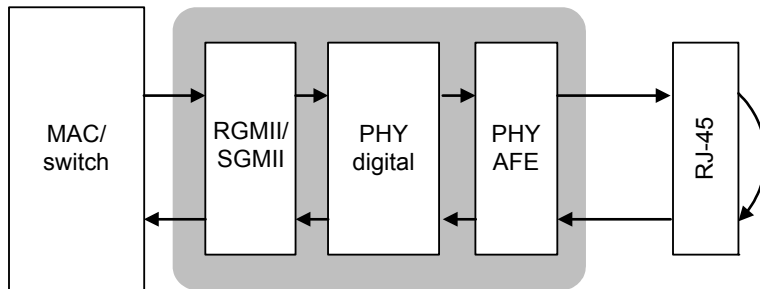 MAC/
switch
RGMII/
SGMII
PHY
digital
PHY
AFE
RJ-45